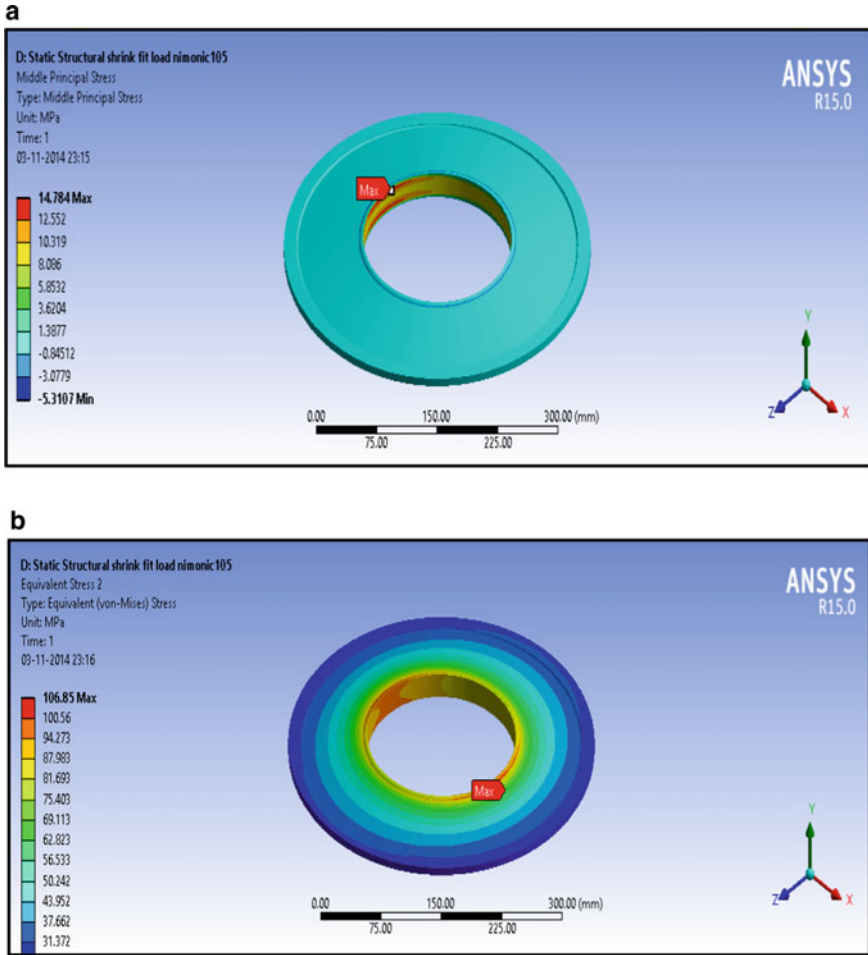 a
D: Static Structural shrink fit load nimonic105
Middle Principal Stress
Type: Middle Principal Stress
Unit: MPa
Time: 1
03-11-2014 23:15
ANSYS
R15.0
Max
14.784 Max
12.552
10.319
8.086
5.8532
3.6204
1.3877
-0.84512
-3.0779
-5.3107 Min
Y
Z
X
0.00
150.00
300.00 (mm)
75.00
225.00
b
D: Static Structural shrink fit load nimonic105
Equivalent Stress 2
Type: Equivalent (von-Mises) Stress
Unit: MPa
Time: 1
03-11-2014 23:16
ANSYS
R15.0
106.85 Max
100.56
94.273
87.983
81.693
75.403
69.113
62.823
56.533
50.242
43.952
37.662
31.372
Max
Y
Z
X
0.00
150.00
300.00 (mm)
75.00
225.00